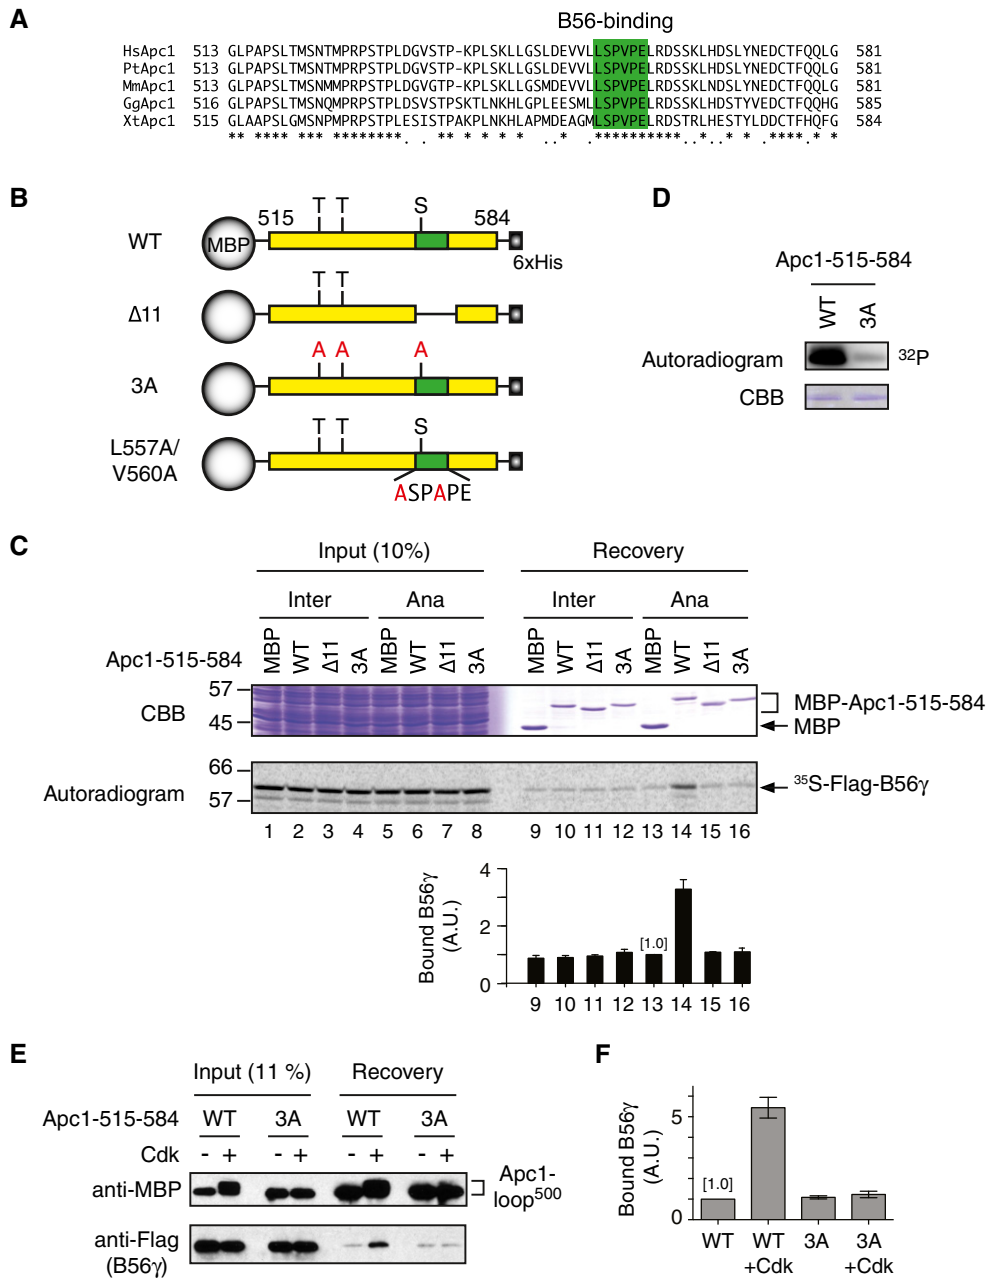 A
B56-binding
HsApc1 513 GLPAPSLTMSNTMPRPSTPLDGVSTP-KPLSKLLGSLDEVVLLSPVPELRDSSKLHDSLYNEDCTFQQLG 581
PtApc1 513 GLPAPSLTMSNTMPRPSTPLDGVSTP-KPLSKLLGSLDEVVLLSPVPELRDSSKLHDSLYNEDCTFQQLG 581
MmApc1 513 GLPAPSLTMSNMMPRPSTPLDGVGTP-KPLSKLLGSMDEVVLLSPVPELRDSSKLNDSLYNEDCTFQQLG 581
GgApc1 516 GLPAPSLTMSNQMPRPSTPLDSVSTPSKTLNKHLGPLEESMLLSPVPELRDSSKLHDSTYVEDCTFQQHG 585
XtApc1 515 GLAAPSLGMSNPMPRPSTPLESISTPAKPLNKHLAPMDEAGMLSPVPELRDSTRLHESTYLDDCTFHQFG 584
** **** *** ******** . . ** * * * * .. * . ********** .. * .. * . **** . * *
B
WT
MBP
515
T T
S
584
6xHis
Δ11
T T
3A
A A
A
L557A/
V560A
T T
S
ASPAPE
D
Apc1-515-584
WT
3A
Autoradiogram
32P
CBB
C
Input (10%)
Recovery
Inter Ana Inter Ana
Apc1-515-584 MBP WT Δ11 3A MBP WT Δ11 3A MBP WT Δ11 3A MBP WT Δ11 3A
57
CBB
45
MBP-Apc1-515-584
MBP
66
Autoradiogram
57
35S-Flag-B56γ
1 2 3 4 5 6 7 8 9 10 11 12 13 14 15 16
Bound B56γ
(A.U.)
4
2
0
[1.0]
9 10 11 12 13 14 15 16
E
Input (11 %) Recovery
Apc1-515-584 WT 3A WT 3A
Cdk - + - + - + - +
anti-MBP
Apc1-
loop500
anti-Flag
(B56γ)
F
Bound B56γ
(A.U.)
5
0
[1.0]
WT WT 3A 3A
+Cdk +Cdk